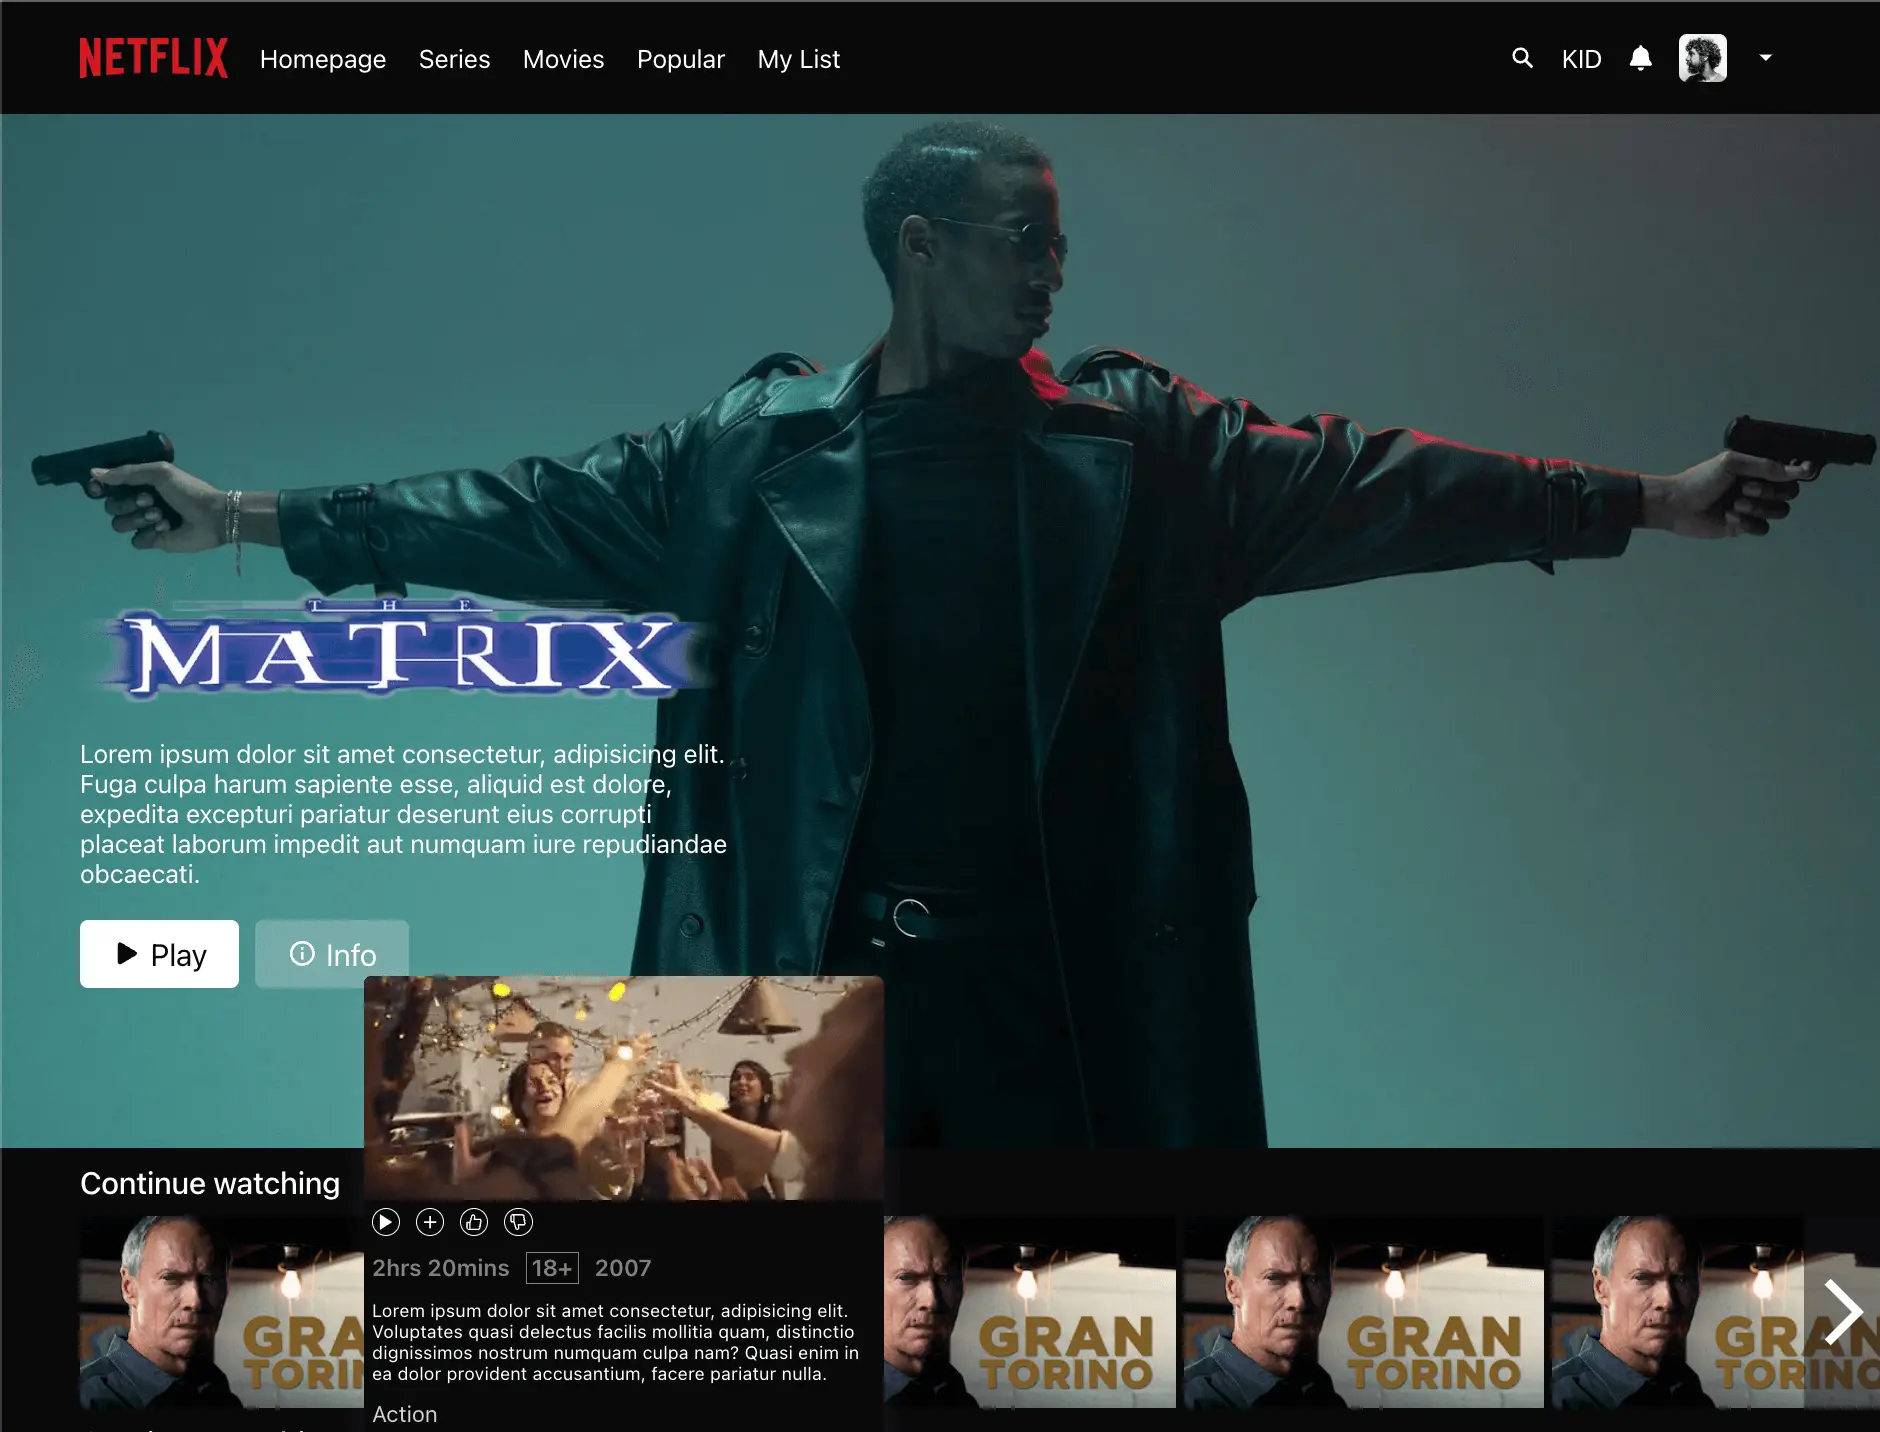 NETFLIX Homepage Series Movies Popular My List KID
THE
MATRIX
Lorem ipsum dolor sit amet consectetur, adipisicing elit.
Fuga culpa harum sapiente esse, aliquid est dolore,
expedita excepturi pariatur deserunt eius corrupti
placeat laborum impedit aut numquam iure repudiandae
obcaecati.
Play Info
Continue watching
2hrs 20mins 18+ 2007
Lorem ipsum dolor sit amet consectetur, adipisicing elit.
Voluptates quasi delectus facilis mollitia quam, distinctio
dignissimos nostrum numquam culpa nam? Quasi enim in
ea dolor provident accusantium, facere pariatur nulla.
Action
GRA
TORIN
GRAN
TORINO
GRAN
TORINO
GRAN
TORINO